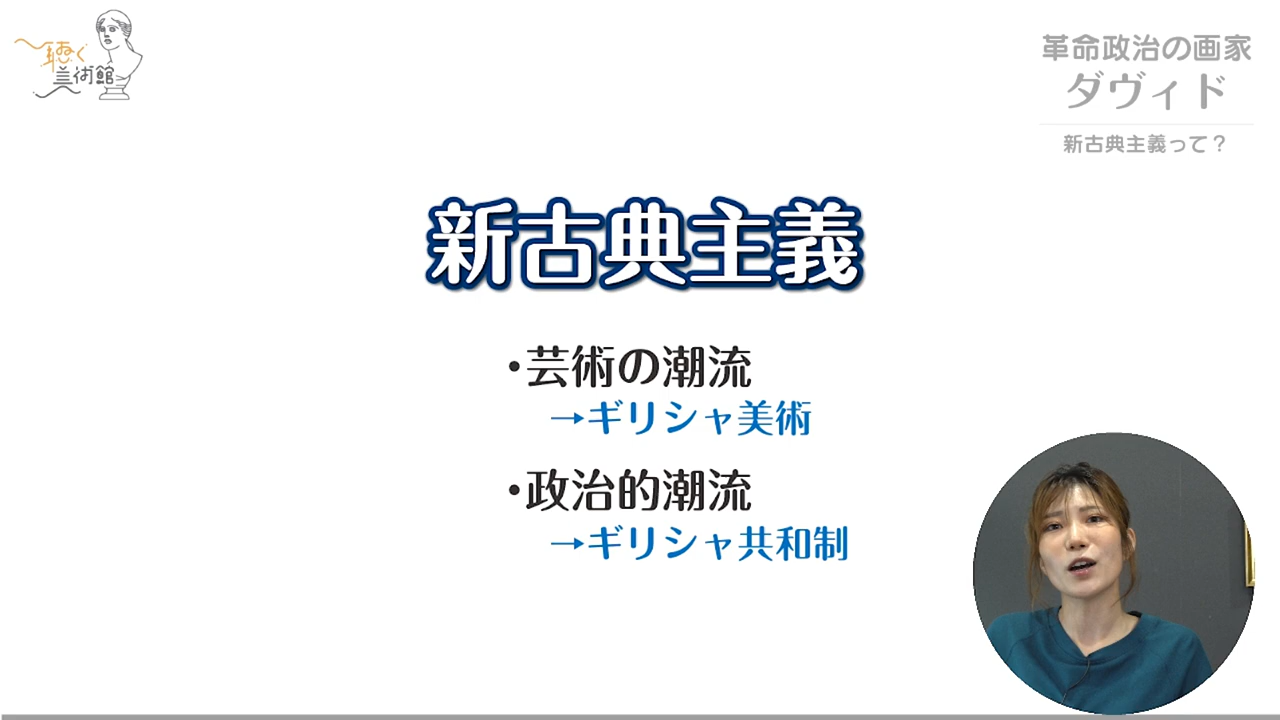 聴く
美術館
革命政治の画家
ダヴィド
新古典主義って?
新古典主義
・芸術の潮流
→ギリシャ美術
・政治的潮流
→ギリシャ共和制